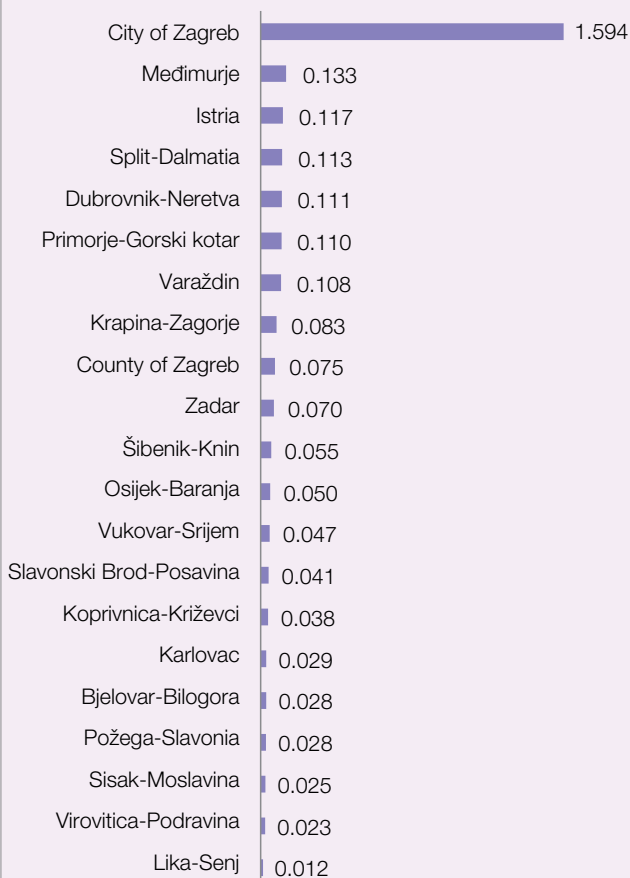 City of Zagreb 1.594
Međimurje 0.133
Istria 0.117
Split-Dalmatia 0.113
Dubrovnik-Neretva 0.111
Primorje-Gorski kotar 0.110
Varaždin 0.108
Krapina-Zagorje 0.083
County of Zagreb 0.075
Zadar 0.070
Šibenik-Knin 0.055
Osijek-Baranja 0.050
Vukovar-Srijem 0.047
Slavonski Brod-Posavina 0.041
Koprivnica-Križevci 0.038
Karlovac 0.029
Bjelovar-Bilogora 0.028
Požega-Slavonia 0.028
Sisak-Moslavina 0.025
Virovitica-Podravina 0.023
Lika-Senj 0.012